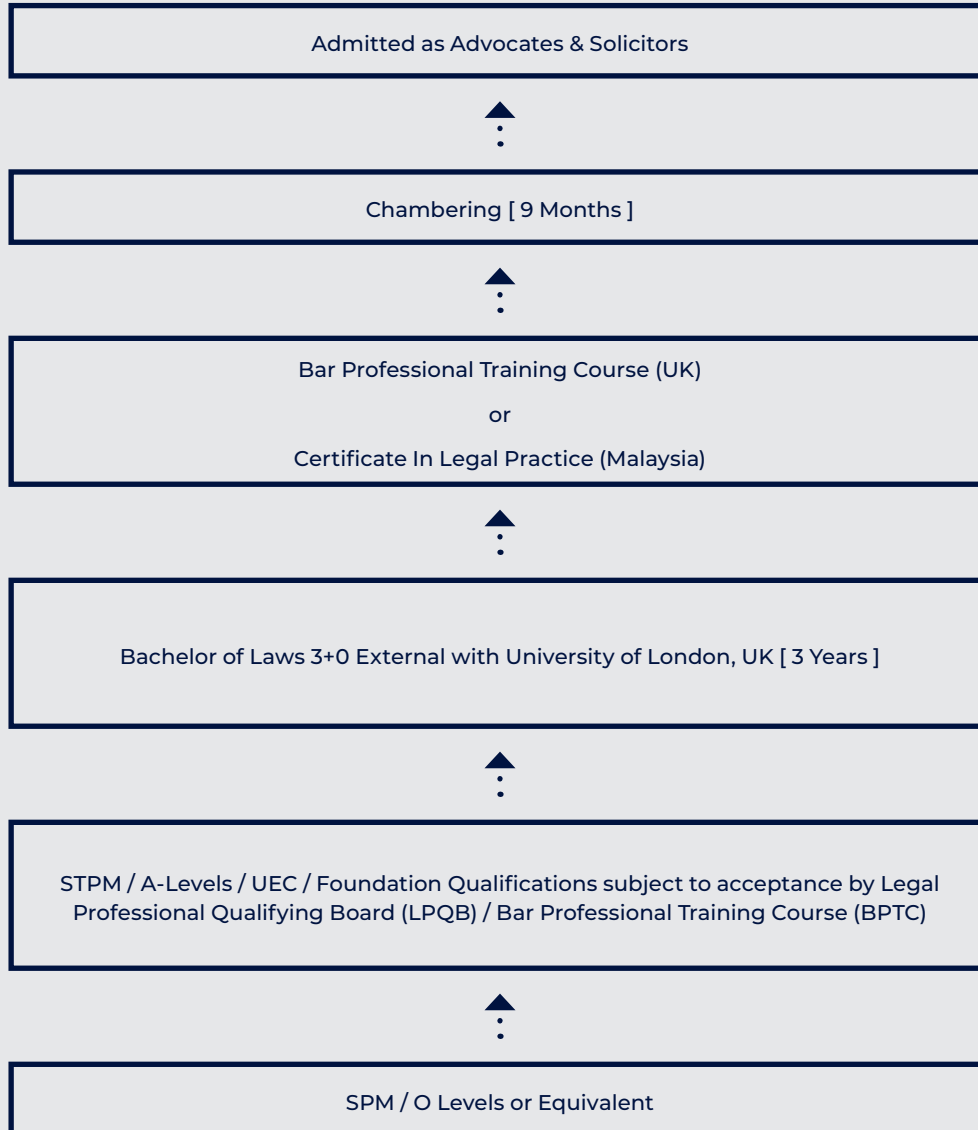 Admitted as Advocates & Solicitors
Chambering [ 9 Months ]
Bar Professional Training Course (UK)
or
Certificate In Legal Practice (Malaysia)
Bachelor of Laws 3+0 External with University of London, UK [ 3 Years ]
STPM / A-Levels / UEC / Foundation Qualifications subject to acceptance by Legal
Professional Qualifying Board (LPQB) / Bar Professional Training Course (BPTC)
SPM / O Levels or Equivalent